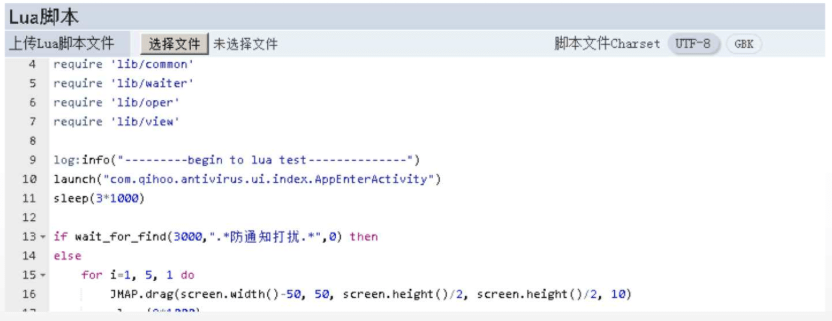 Lua脚本
上传Lua脚本文件 选择文件 未选择文件 脚本文件Charset UTF-8 GBK
4 require 'lib/common'
5 require 'lib/waiter'
6 require 'lib/oper'
7 require 'lib/view'
8
9 log:info("---------begin to lua test--------------")
10 launch("com.qihoo.antivirus.ui.index.AppEnterActivity")
11 sleep(3*1000)
12
13 if wait_for_find(3000,".*防通知打扰.*",0) then
14 else
15 for i=1, 5, 1 do
16 JMAP.drag(screen.width()-50, 50, screen.height()/2, screen.height()/2, 10)